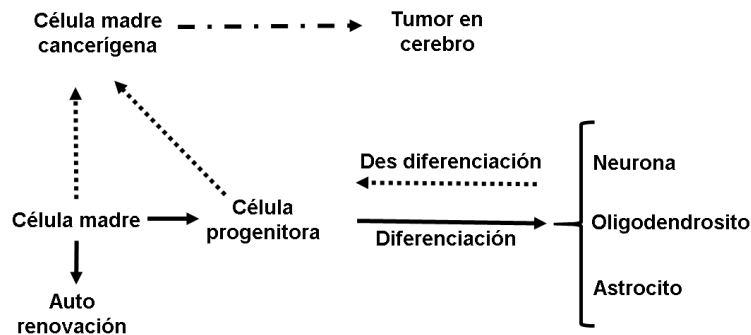 Célula madre
cancerígena
Tumor en
cerebro
Des diferenciación
Neurona
Célula madre
Célula
progenitora
Oligodendrosito
Diferenciación
Astrocito
Auto
renovación